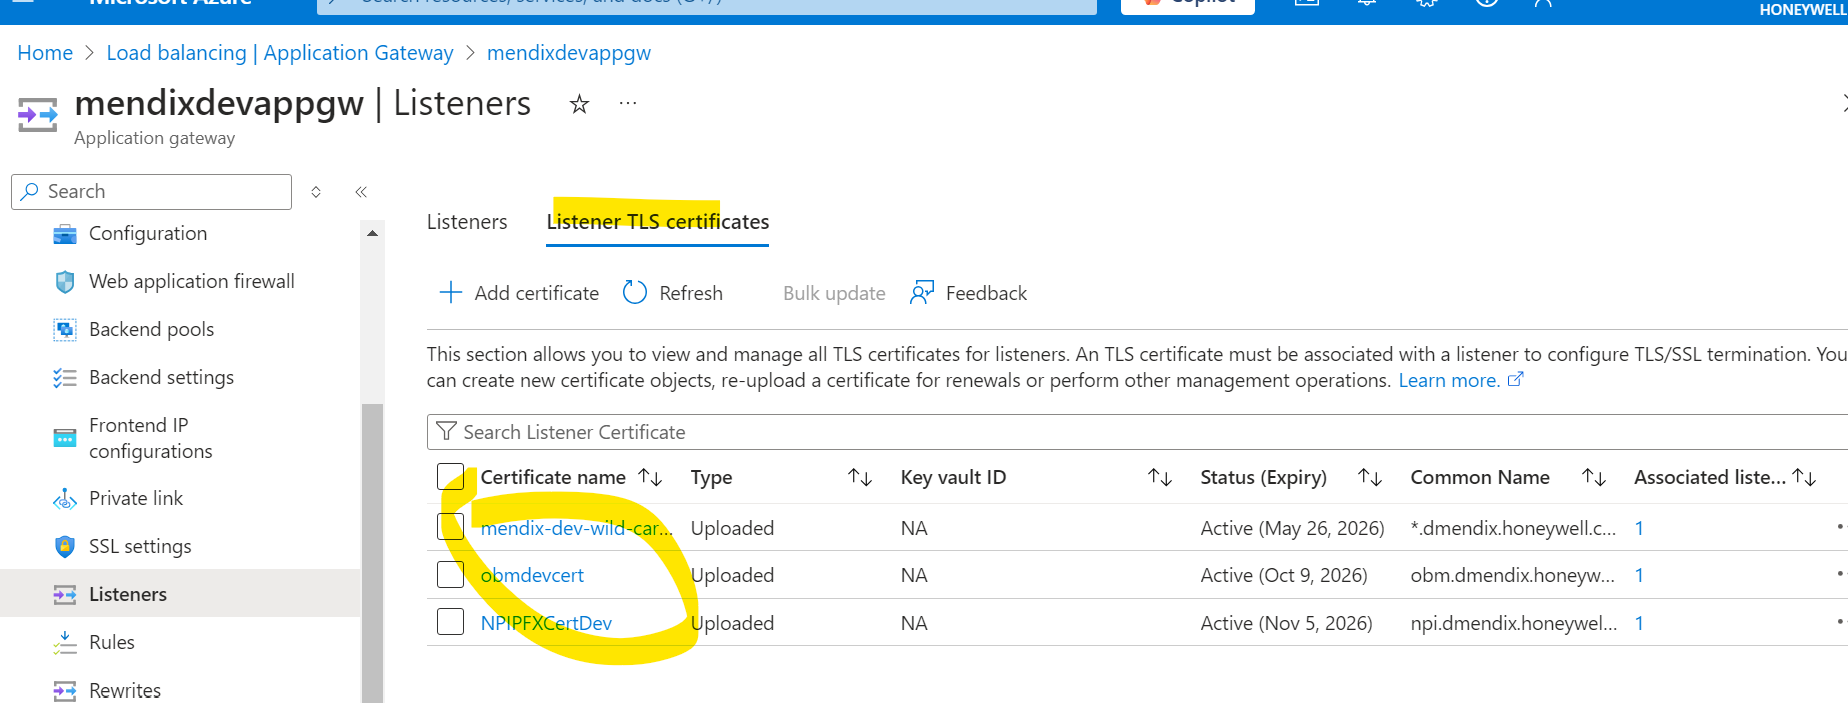 Microsoft Azure
Search resources, services, and docs (G+/)
Copilot
HONEYWELL
Home > Load balancing | Application Gateway > mendixdevappgw
mendixdevappgw | Listeners
Application gateway
Search
Configuration
Web application firewall
Backend pools
Backend settings
Frontend IP
configurations
Private link
SSL settings
Listeners
Rules
Rewrites
Listeners Listener TLS certificates
Add certificate Refresh Bulk update Feedback
This section allows you to view and manage all TLS certificates for listeners. An TLS certificate must be associated with a listener to configure TLS/SSL termination. You
can create new certificate objects, re-upload a certificate for renewals or perform other management operations. Learn more.
Search Listener Certificate
Certificate name Type Key vault ID Status (Expiry) Common Name Associated liste...
mendix-dev-wild-car... Uploaded NA Active (May 26, 2026) *.dmendix.honeywell.c... 1
obmdevcert Uploaded NA Active (Oct 9, 2026) obm.dmendix.honeyw... 1
NPIPFXCertDev Uploaded NA Active (Nov 5, 2026) npi.dmendix.honeywel... 1